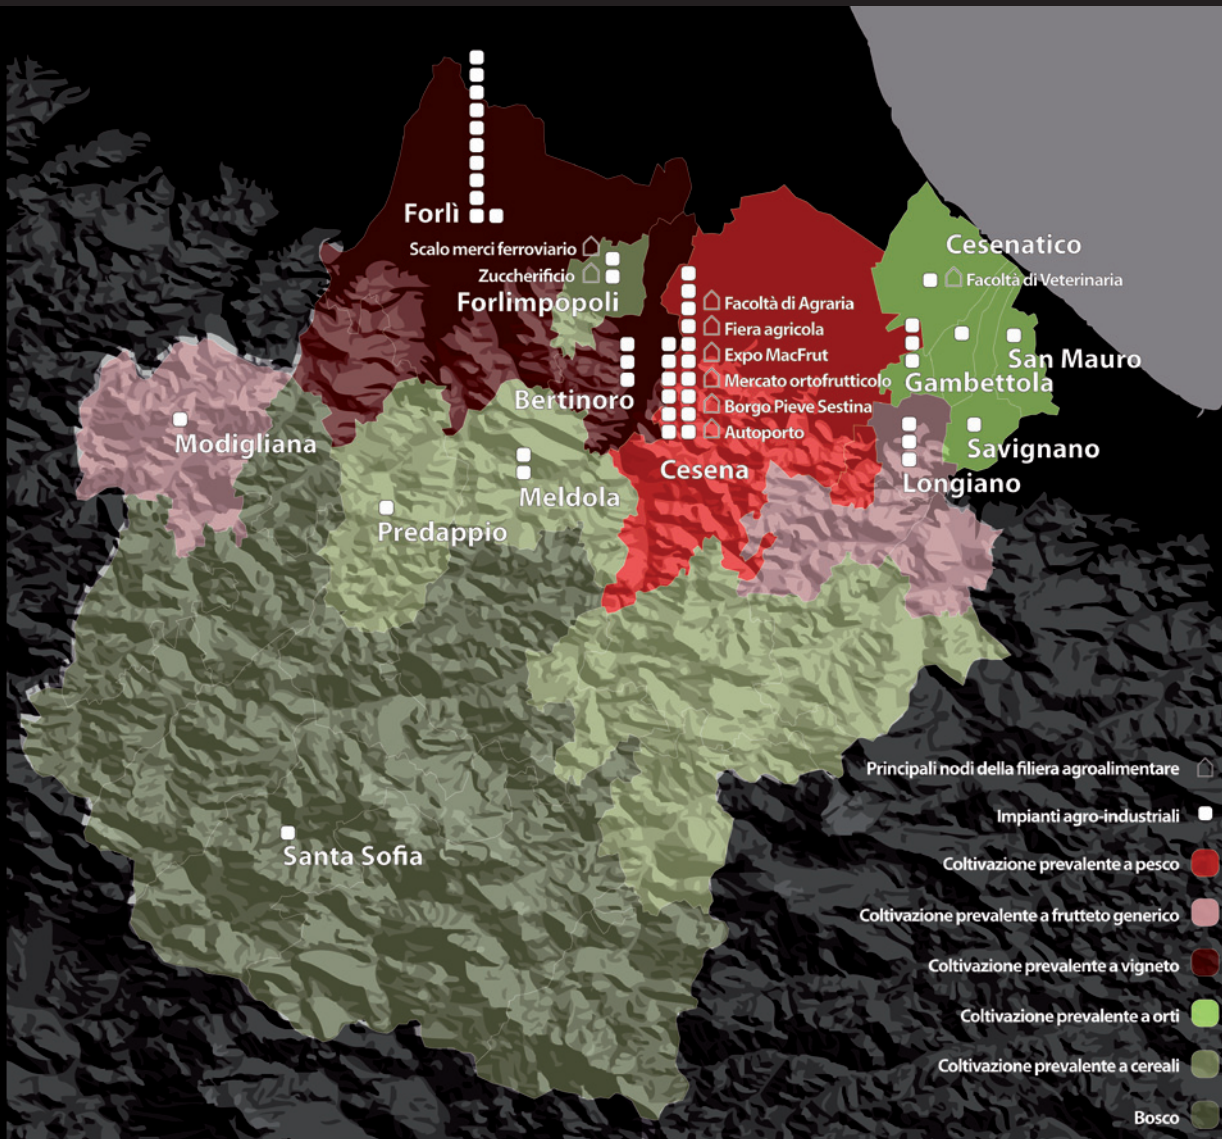 Forlì
Scalo merci ferroviario
Zuccherificio
Forlimpopoli
Cesenatico
Facoltà di Veterinaria
Facoltà di Agraria
Fiera agricola
Expo MacFrut
Mercato ortofrutticolo
Borgo Pieve Sestina
Autoporto
San Mauro
Gambettola
Bertinoro
Modigliana
Savignano
Cesena
Longiano
Meldola
Predappio
Santa Sofia
Principali nodi della filiera agroalimentare
Impianti agro-industriali
Coltivazione prevalente a pesco
Coltivazione prevalente a frutteto generico
Coltivazione prevalente a vigneto
Coltivazione prevalente a orti
Coltivazione prevalente a cereali
Bosco